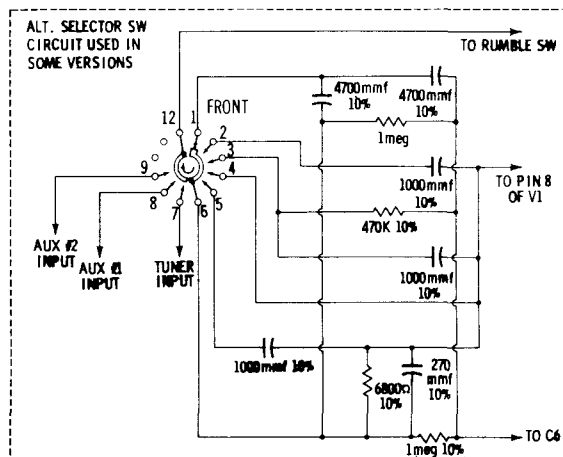 ALT. SELECTOR SW
CIRCUIT USED IN
SOME VERSIONS
TO RUMBLE SW
4700mmf
10%
4700mmf
10%
FRONT
12
1
2
3
4
5
6
7
8
9
1meg
1000mmf
10%
TO PIN 8
OF V1
470K 10%
1000mmf
10%
AUX #2
INPUT
AUX #1
INPUT
TUNER
INPUT
1000mmf 10%
6800Ω
10%
270
mmf
10%
1meg 10%
TO C6